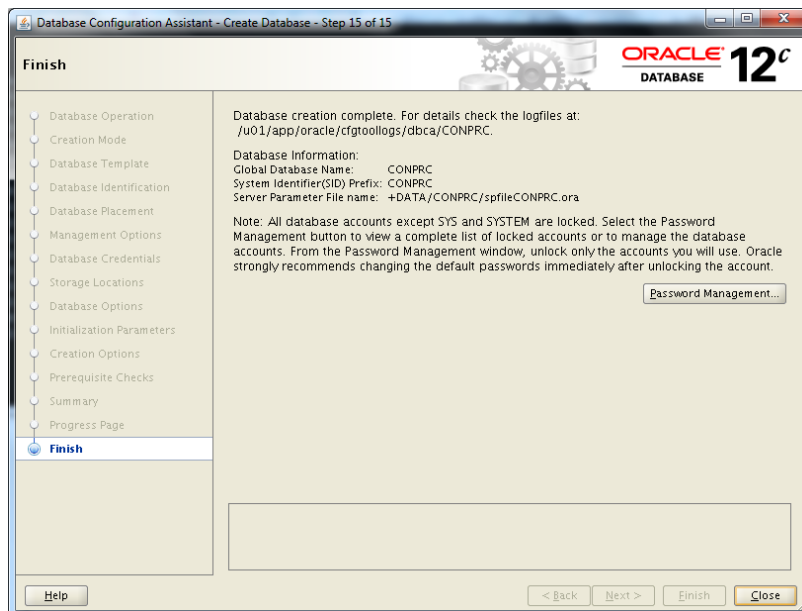 Database Configuration Assistant - Create Database - Step 15 of 15
Finish
ORACLE
DATABASE
12c
Database Operation
Creation Mode
Database Template
Database Identification
Database Placement
Management Options
Database Credentials
Storage Locations
Database Options
Initialization Parameters
Creation Options
Prerequisite Checks
Summary
Progress Page
Finish
Database creation complete. For details check the logfiles at:
/u01/app/oracle/cfgtoollogs/dbca/CONPRC.
Database Information:
Global Database Name: CONPRC
System Identifier(SID) Prefix: CONPRC
Server Parameter File name: +DATA/CONPRC/spfileCONPRC.ora
Note: All database accounts except SYS and SYSTEM are locked. Select the Password
Management button to view a complete list of locked accounts or to manage the database
accounts. From the Password Management window, unlock only the accounts you will use. Oracle
strongly recommends changing the default passwords immediately after unlocking the account.
Password Management...
Help
< Back
Next >
Finish
Close